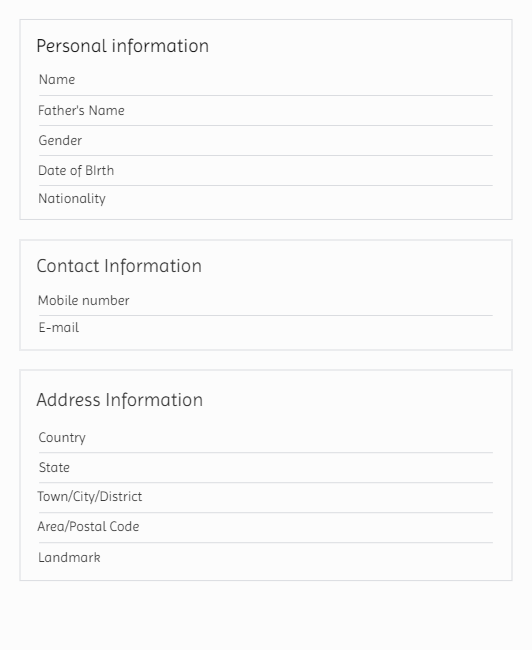 Personal information
Name
Father's Name
Gender
Date of BIrth
Nationality
Contact Information
Mobile number
E-mail
Address Information
Country
State
Town/City/District
Area/Postal Code
Landmark